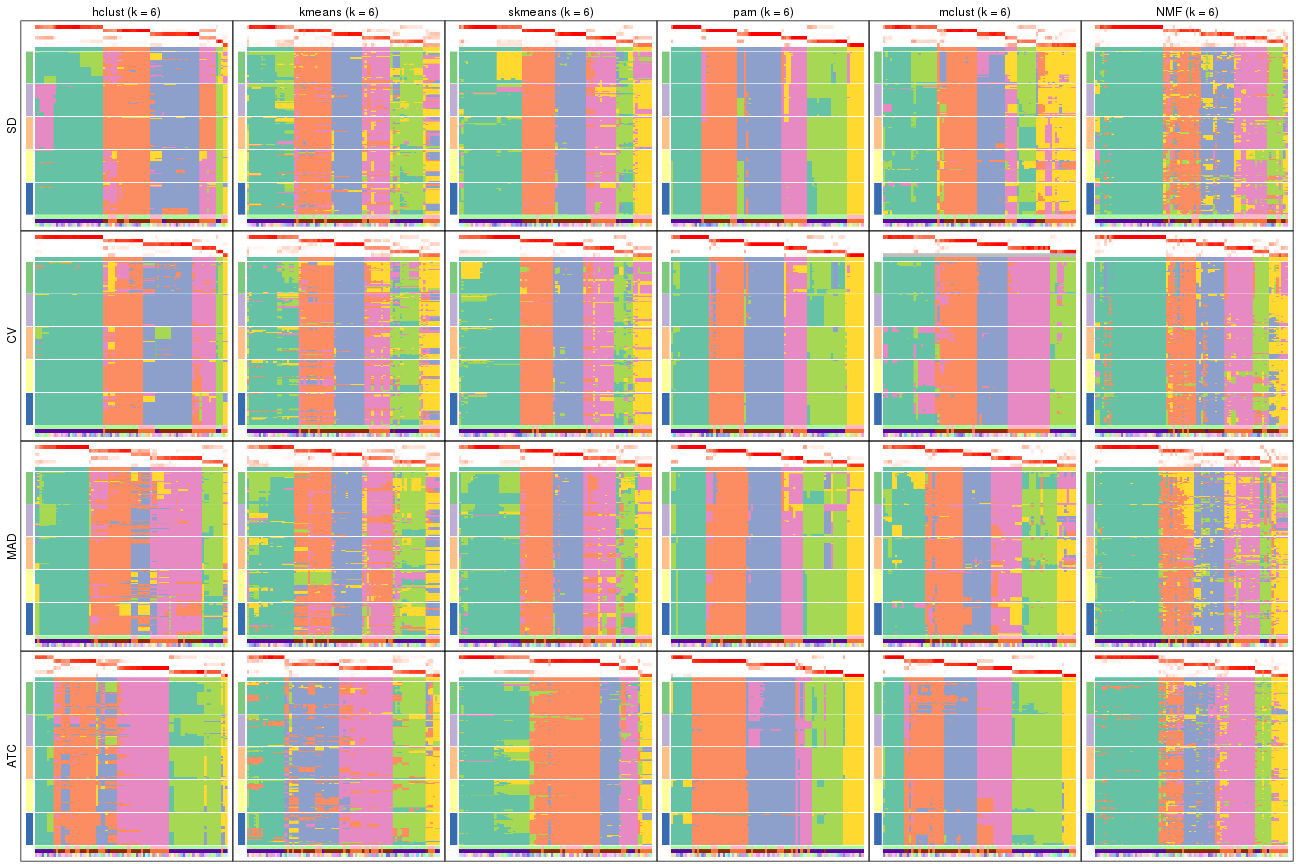 hclust (k = 6)
kmeans (k = 6)
skmeans (k = 6)
pam (k = 6)
mclust (k = 6)
NMF (k = 6)
SD
CV
MAD
ATC